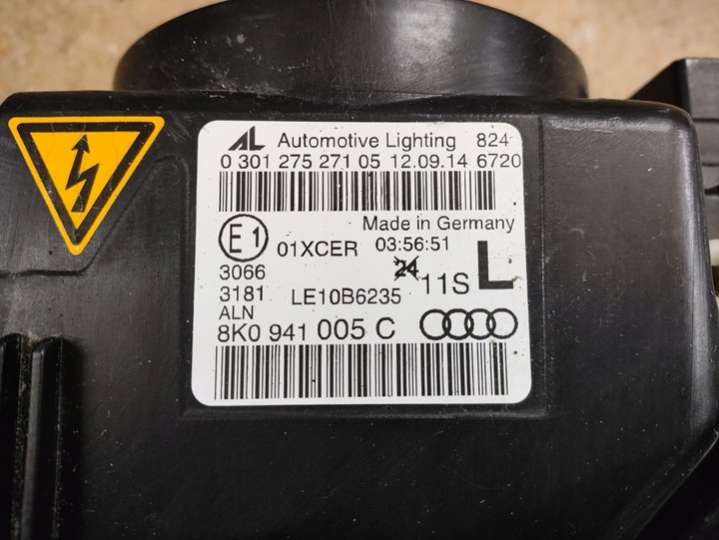 AL Automotive Lighting 824
0 301 275 271 05 12.09.14 6720
Made in Germany
E1 01XCER 03:56:51
3066 24 11S L
3181 LE10B6235
ALN
8K0 941 005 C